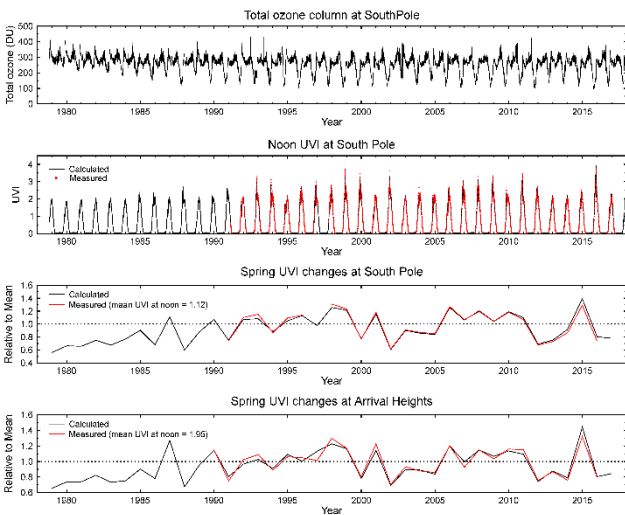 Total ozone column at SouthPole
Total ozone (DU)
500
400
300
200
100
0
1980 1985 1990 1995 2000 2005 2010 2015
Year
Noon UVI at South Pole
UVI
4
3
2
1
0
Calculated
Measured
1980 1985 1990 1995 2000 2005 2010 2015
Year
Spring UVI changes at South Pole
Relative to Mean
1.6
1.4
1.2
1.0
0.8
0.6
0.4
Calculated
Measured (mean UVI at noon = 1.12)
1980 1985 1990 1995 2000 2005 2010 2015
Year
Spring UVI changes at Arrival Heights
Relative to Mean
1.6
1.4
1.2
1.0
0.8
0.6
0.4
Calculated
Measured (mean UVI at noon = 1.95)
1980 1985 1990 1995 2000 2005 2010 2015
Year